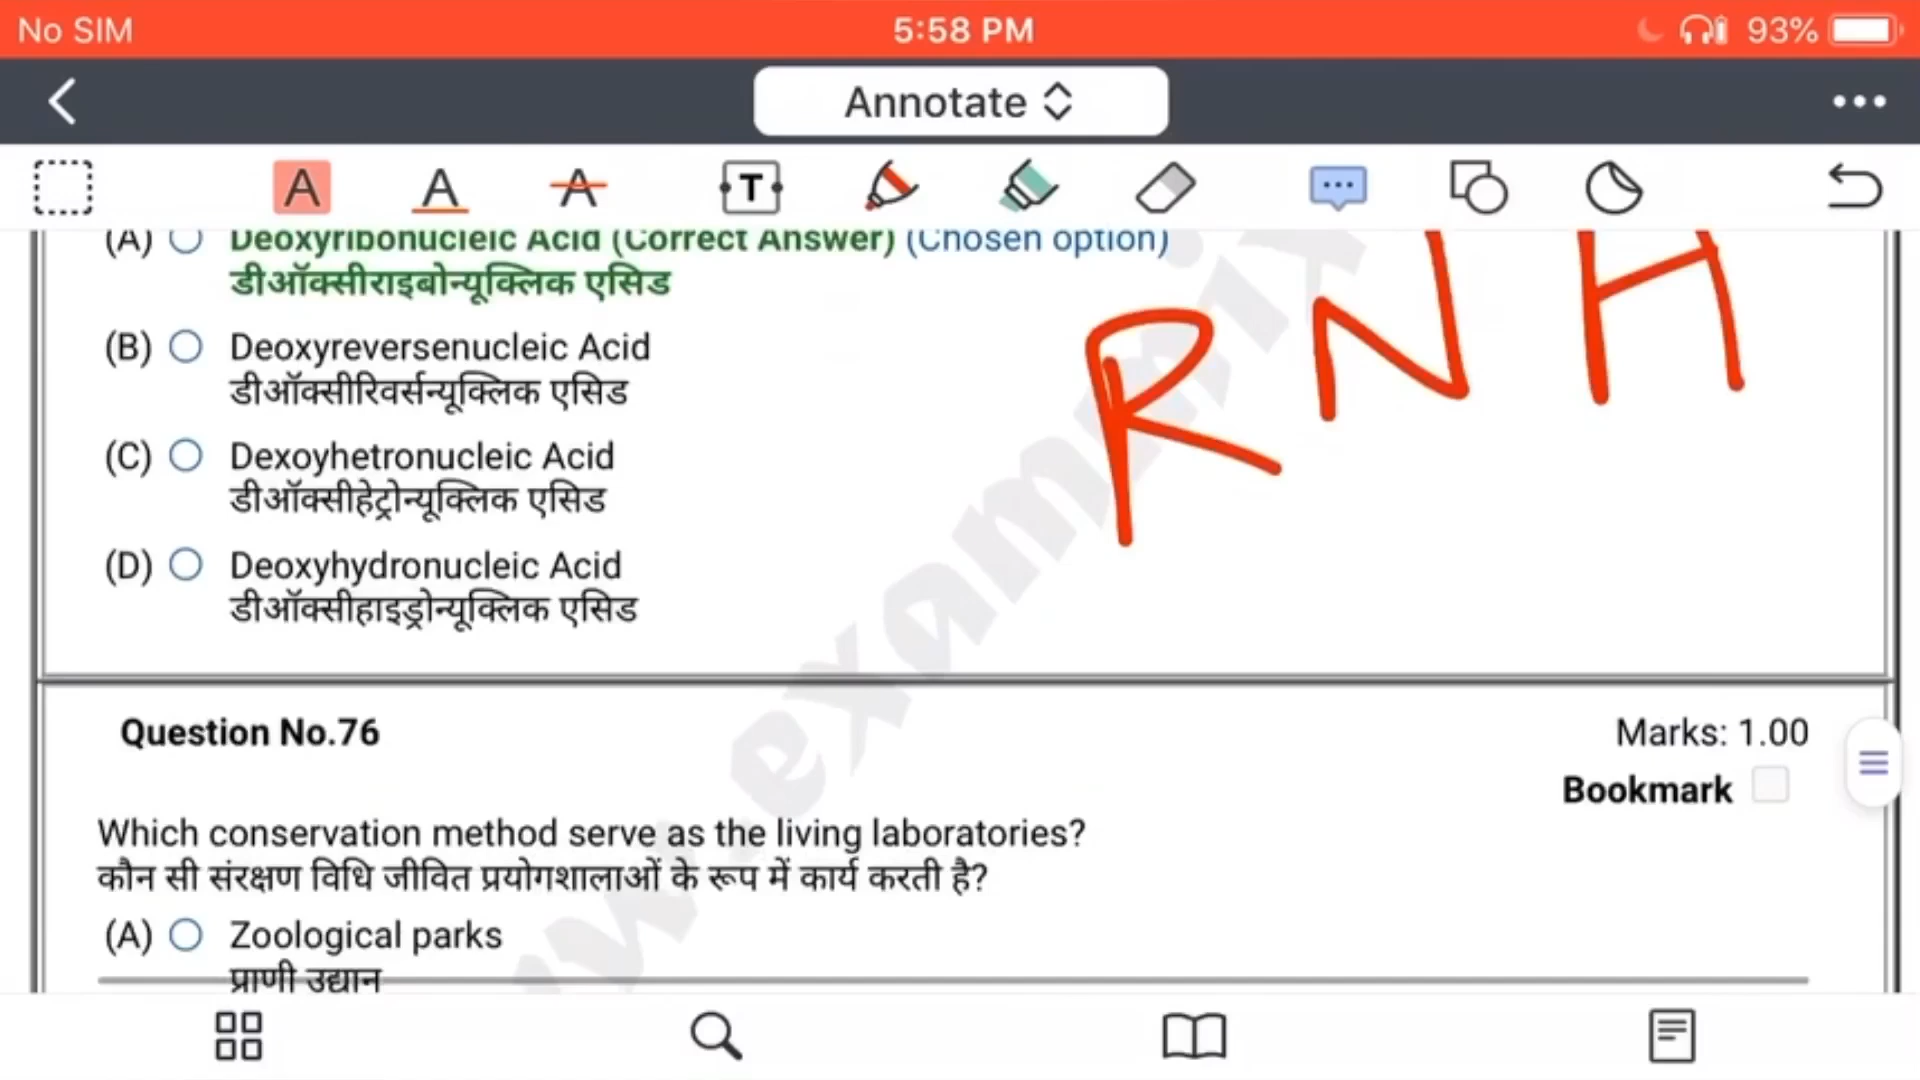 No SIM 5:58 PM 93%
Annotate
A A A T
(A) Deoxyribonucleic Acid (Correct Answer) (Chosen option)
डीऑक्सीराइबोन्यूक्लिक एसिड
(B) Deoxyreversenucleic Acid
डीऑक्सीरिवर्सन्यूक्लिक एसिड
(C) Dexoyhetronucleic Acid
डीऑक्सीहेट्रोन्यूक्लिक एसिड
(D) Deoxyhydronucleic Acid
डीऑक्सीहाइड्रोन्यूक्लिक एसिड
RNA
Question No.76 Marks: 1.00
Bookmark
Which conservation method serve as the living laboratories?
कौन सी संरक्षण विधि जीवित प्रयोगशालाओं के रूप में कार्य करती है?
(A) Zoological parks
प्राणी उद्यान
w.exammix